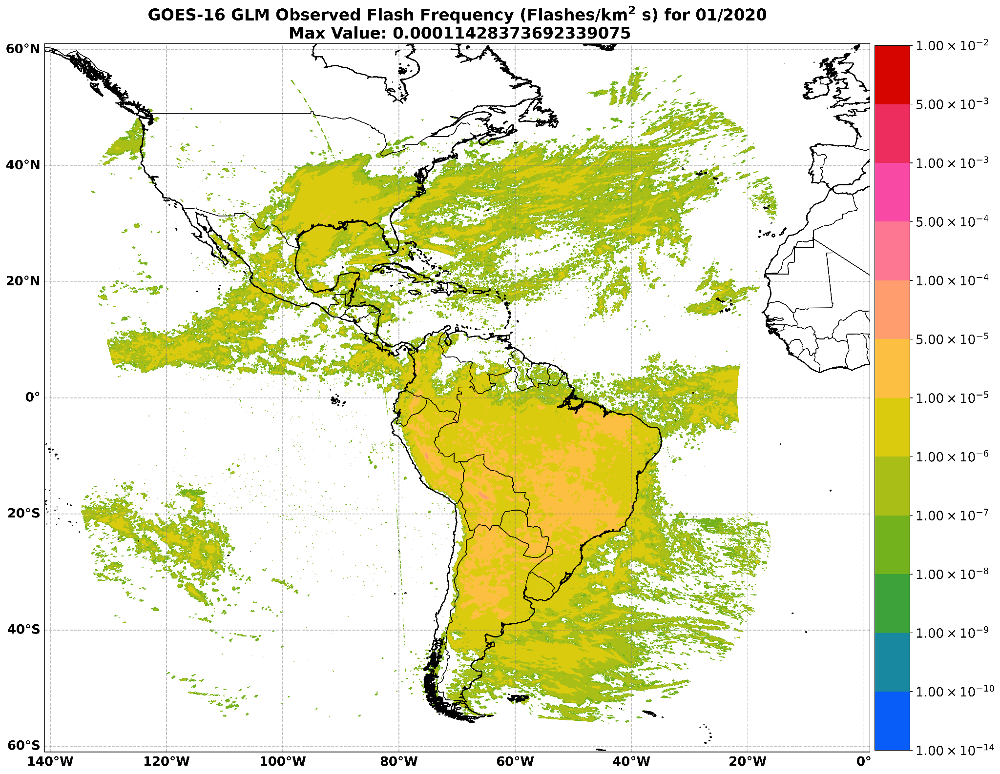 GOES-16 GLM Observed Flash Frequency (Flashes/km² s) for 01/2020
Max Value: 0.00011428373692339075
60°N
40°N
20°N
0°
20°S
40°S
60°S
140°W 120°W 100°W 80°W 60°W 40°W 20°W 0°
1.00 × 10⁻²
5.00 × 10⁻³
1.00 × 10⁻³
5.00 × 10⁻⁴
1.00 × 10⁻⁴
5.00 × 10⁻⁵
1.00 × 10⁻⁵
1.00 × 10⁻⁶
1.00 × 10⁻⁷
1.00 × 10⁻⁸
1.00 × 10⁻⁹
1.00 × 10⁻¹⁰
1.00 × 10⁻¹⁴